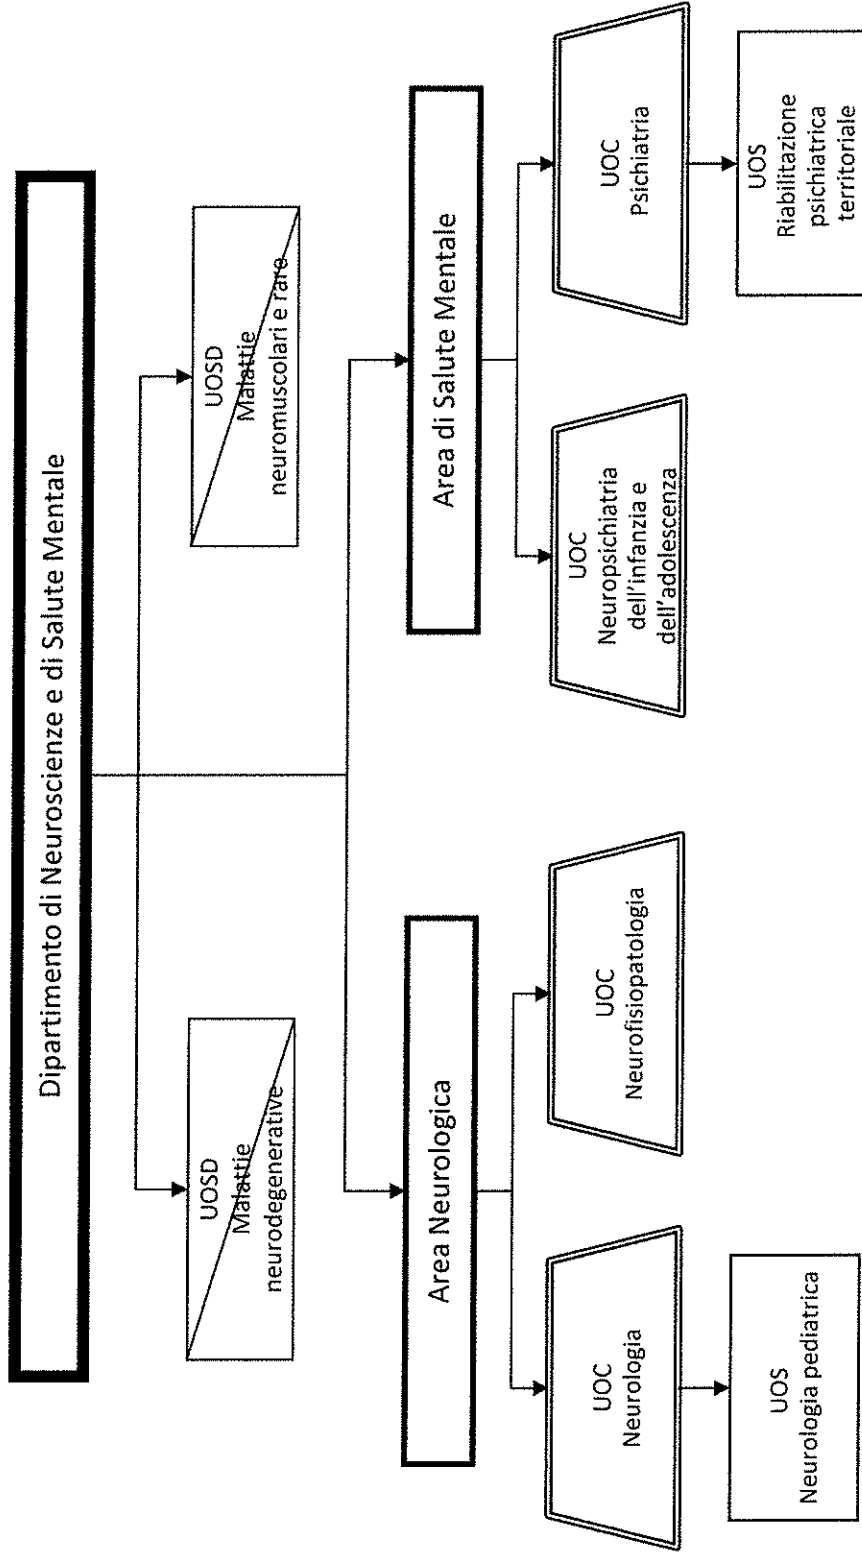 Dipartimento di Neuroscienze e di Salute Mentale
UOSD
Malattie
neurodegenerative
UOSD
Malattie
neuromuscolari e rare
Area Neurologica
Area di Salute Mentale
UOC
Neurologia
UOC
Neurofisiopatologia
UOC
Neuropsichiatria
dell'infanzia e
dell'adolescenza
UOC
Psichiatria
UOS
Neurologia pediatrica
UOS
Riabilitazione
psichiatrica
territoriale